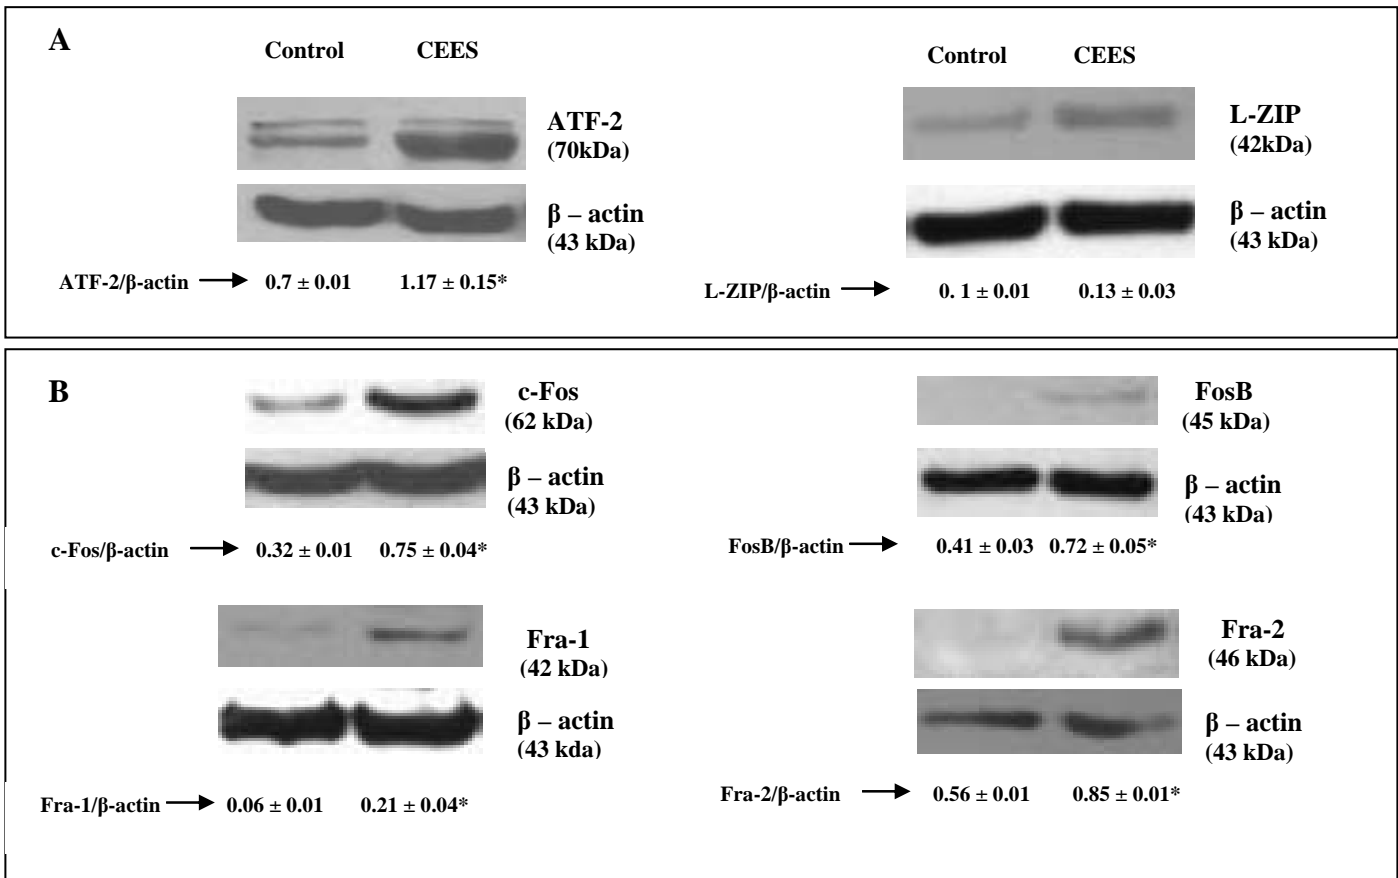 A
Control CEES
ATF-2
(70kDa)
β – actin
(43 kDa)
ATF-2/β-actin 0.7 ± 0.01 1.17 ± 0.15*
Control CEES
L-ZIP
(42kDa)
β – actin
(43 kDa)
L-ZIP/β-actin 0. 1 ± 0.01 0.13 ± 0.03
B
c-Fos
(62 kDa)
β – actin
(43 kDa)
c-Fos/β-actin 0.32 ± 0.01 0.75 ± 0.04*
FosB
(45 kDa)
β – actin
(43 kDa)
FosB/β-actin 0.41 ± 0.03 0.72 ± 0.05*
Fra-1
(42 kDa)
β – actin
(43 kda)
Fra-1/β-actin 0.06 ± 0.01 0.21 ± 0.04*
Fra-2
(46 kDa)
β – actin
(43 kDa)
Fra-2/β-actin 0.56 ± 0.01 0.85 ± 0.01*